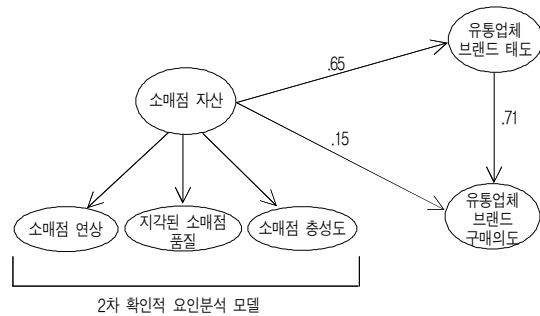 유통업체
브랜드 태도
.65
소매점 자산
.71
.15
소매점 연상
지각된 소매점
품질
소매점 충성도
유통업체
브랜드
구매의도
2차 확인적 요인분석 모델